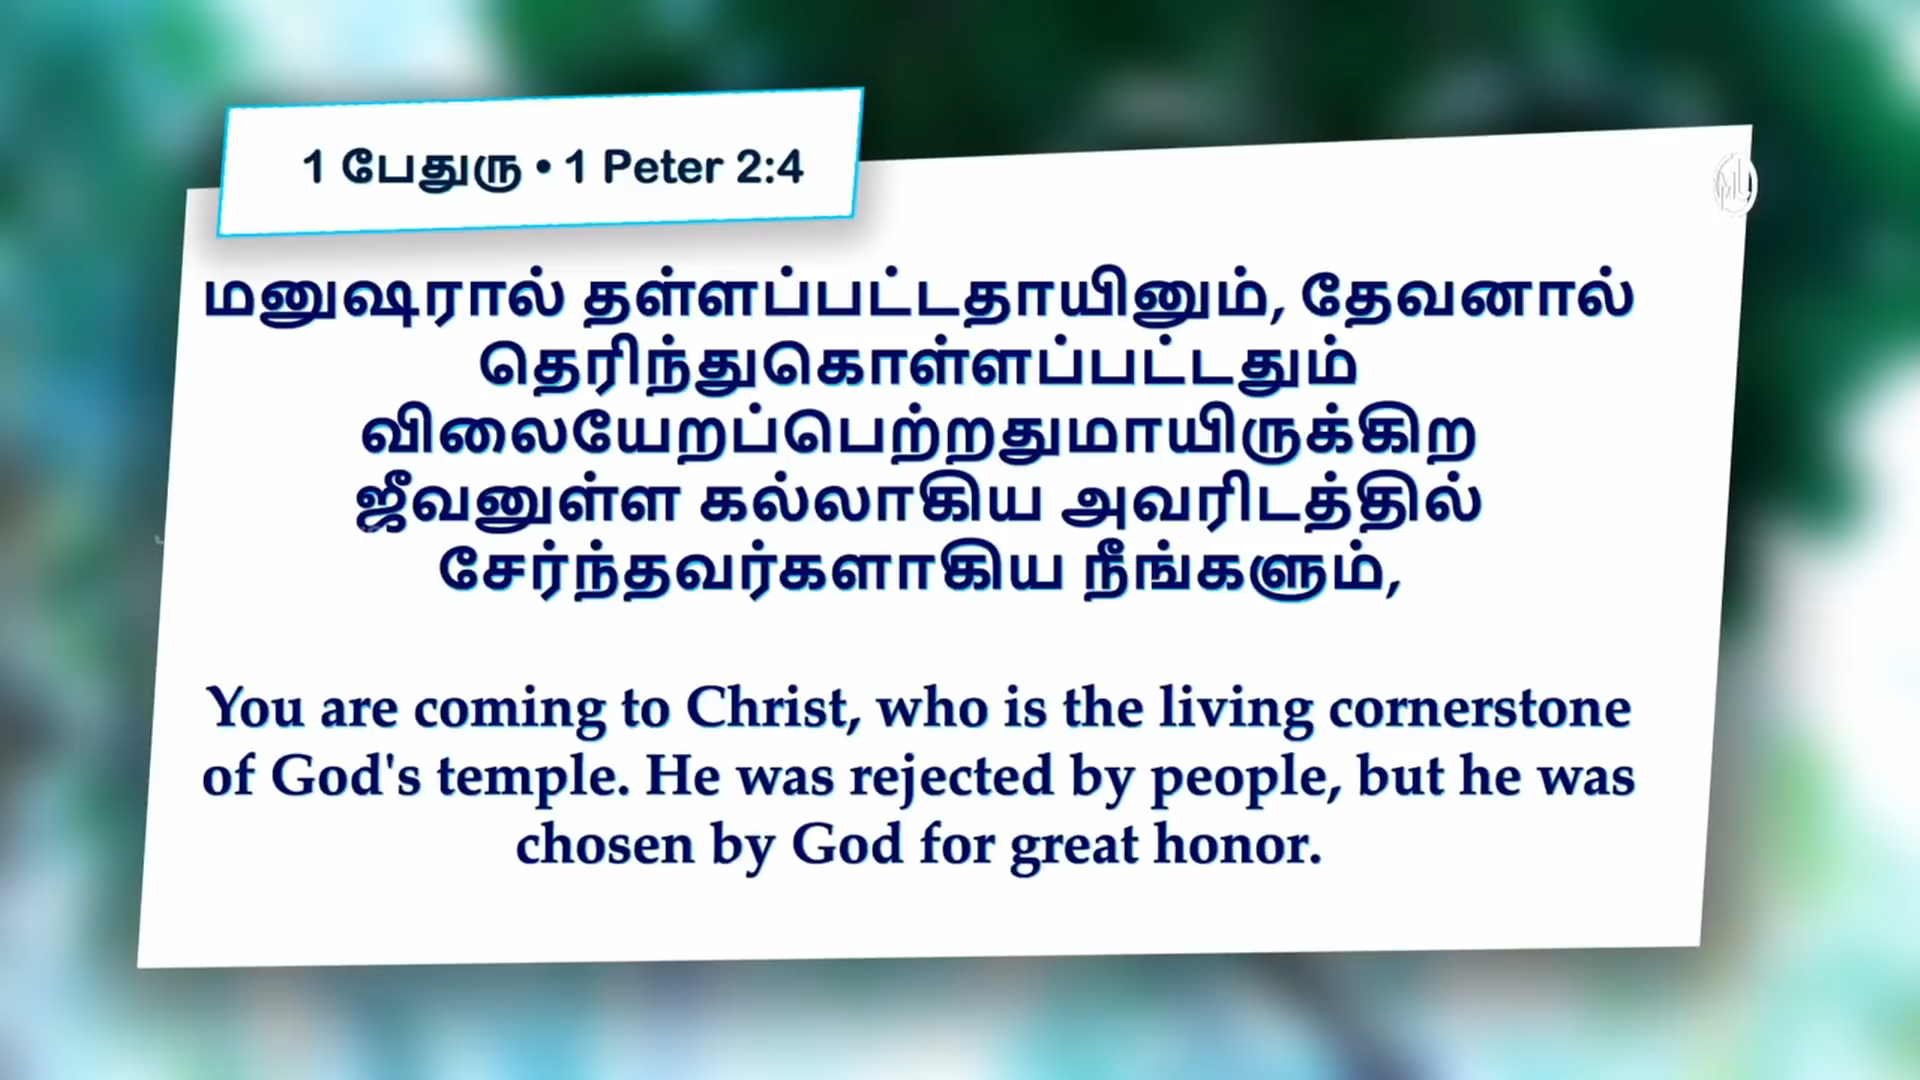 1 பேதுரு • 1 Peter 2:4
மனுஷரால் தள்ளப்பட்டதாயினும், தேவனால்
தெரிந்துகொள்ளப்பட்டதும்
விலையேறப்பெற்றதுமாயிருக்கிற
ஜீவனுள்ள கல்லாகிய அவரிடத்தில்
சேர்ந்தவர்களாகிய நீங்களும்,
You are coming to Christ, who is the living cornerstone
of God's temple. He was rejected by people, but he was
chosen by God for great honor.